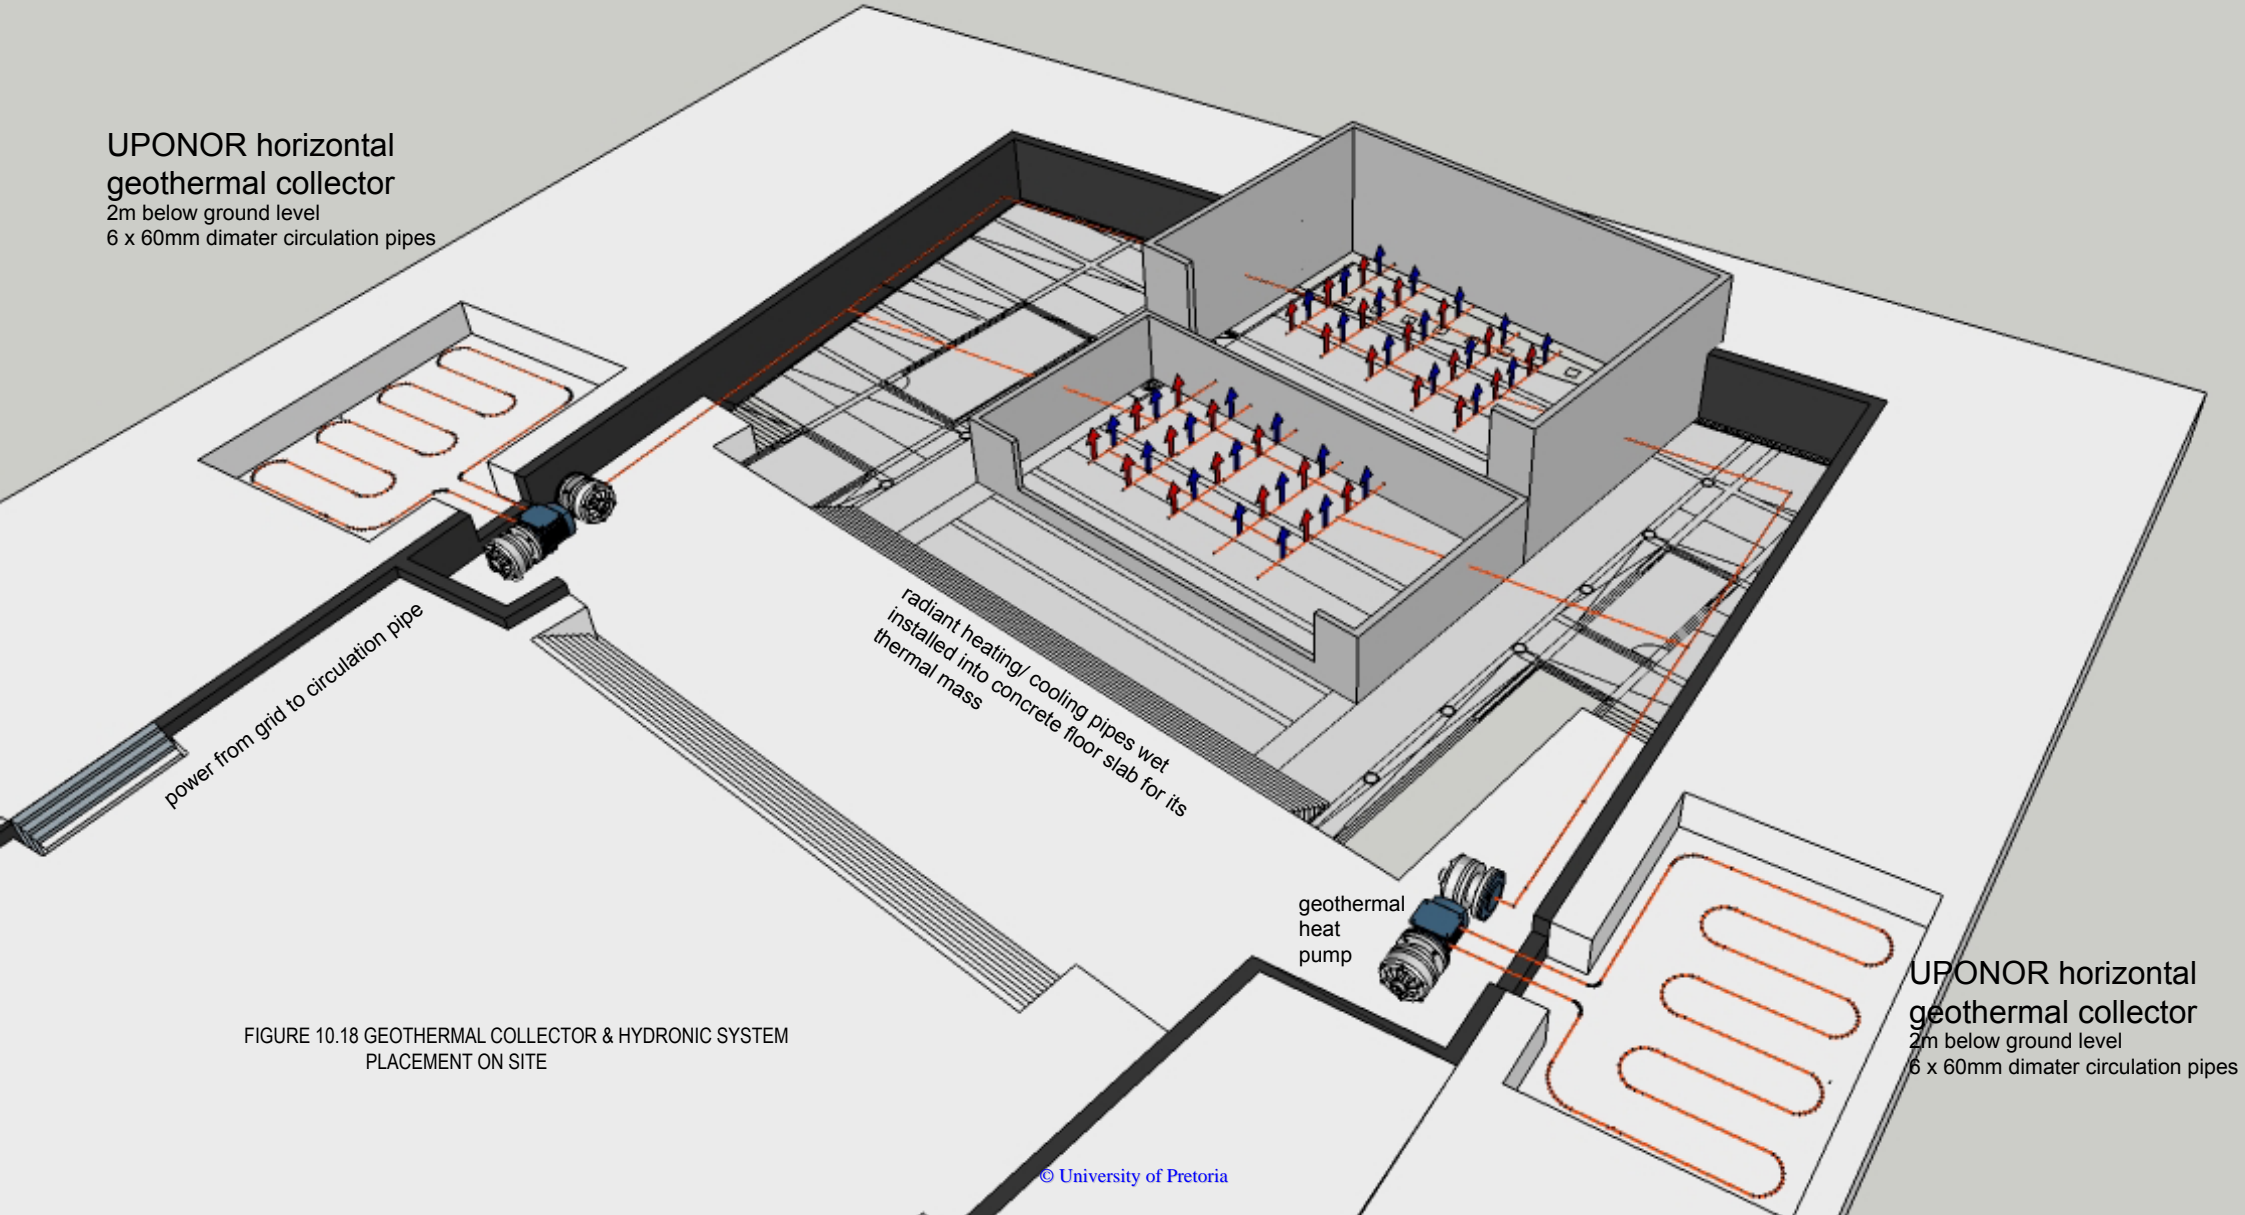 UPONOR horizontal
geothermal collector
2m below ground level
6 x 60mm dimater circulation pipes
power from grid to circulation pipe
radiant heating/ cooling pipes wet
installed into concrete floor slab for its
thermal mass
geothermal
heat
pump
UPONOR horizontal
geothermal collector
2m below ground level
6 x 60mm dimater circulation pipes
FIGURE 10.18 GEOTHERMAL COLLECTOR & HYDRONIC SYSTEM
PLACEMENT ON SITE
© University of Pretoria